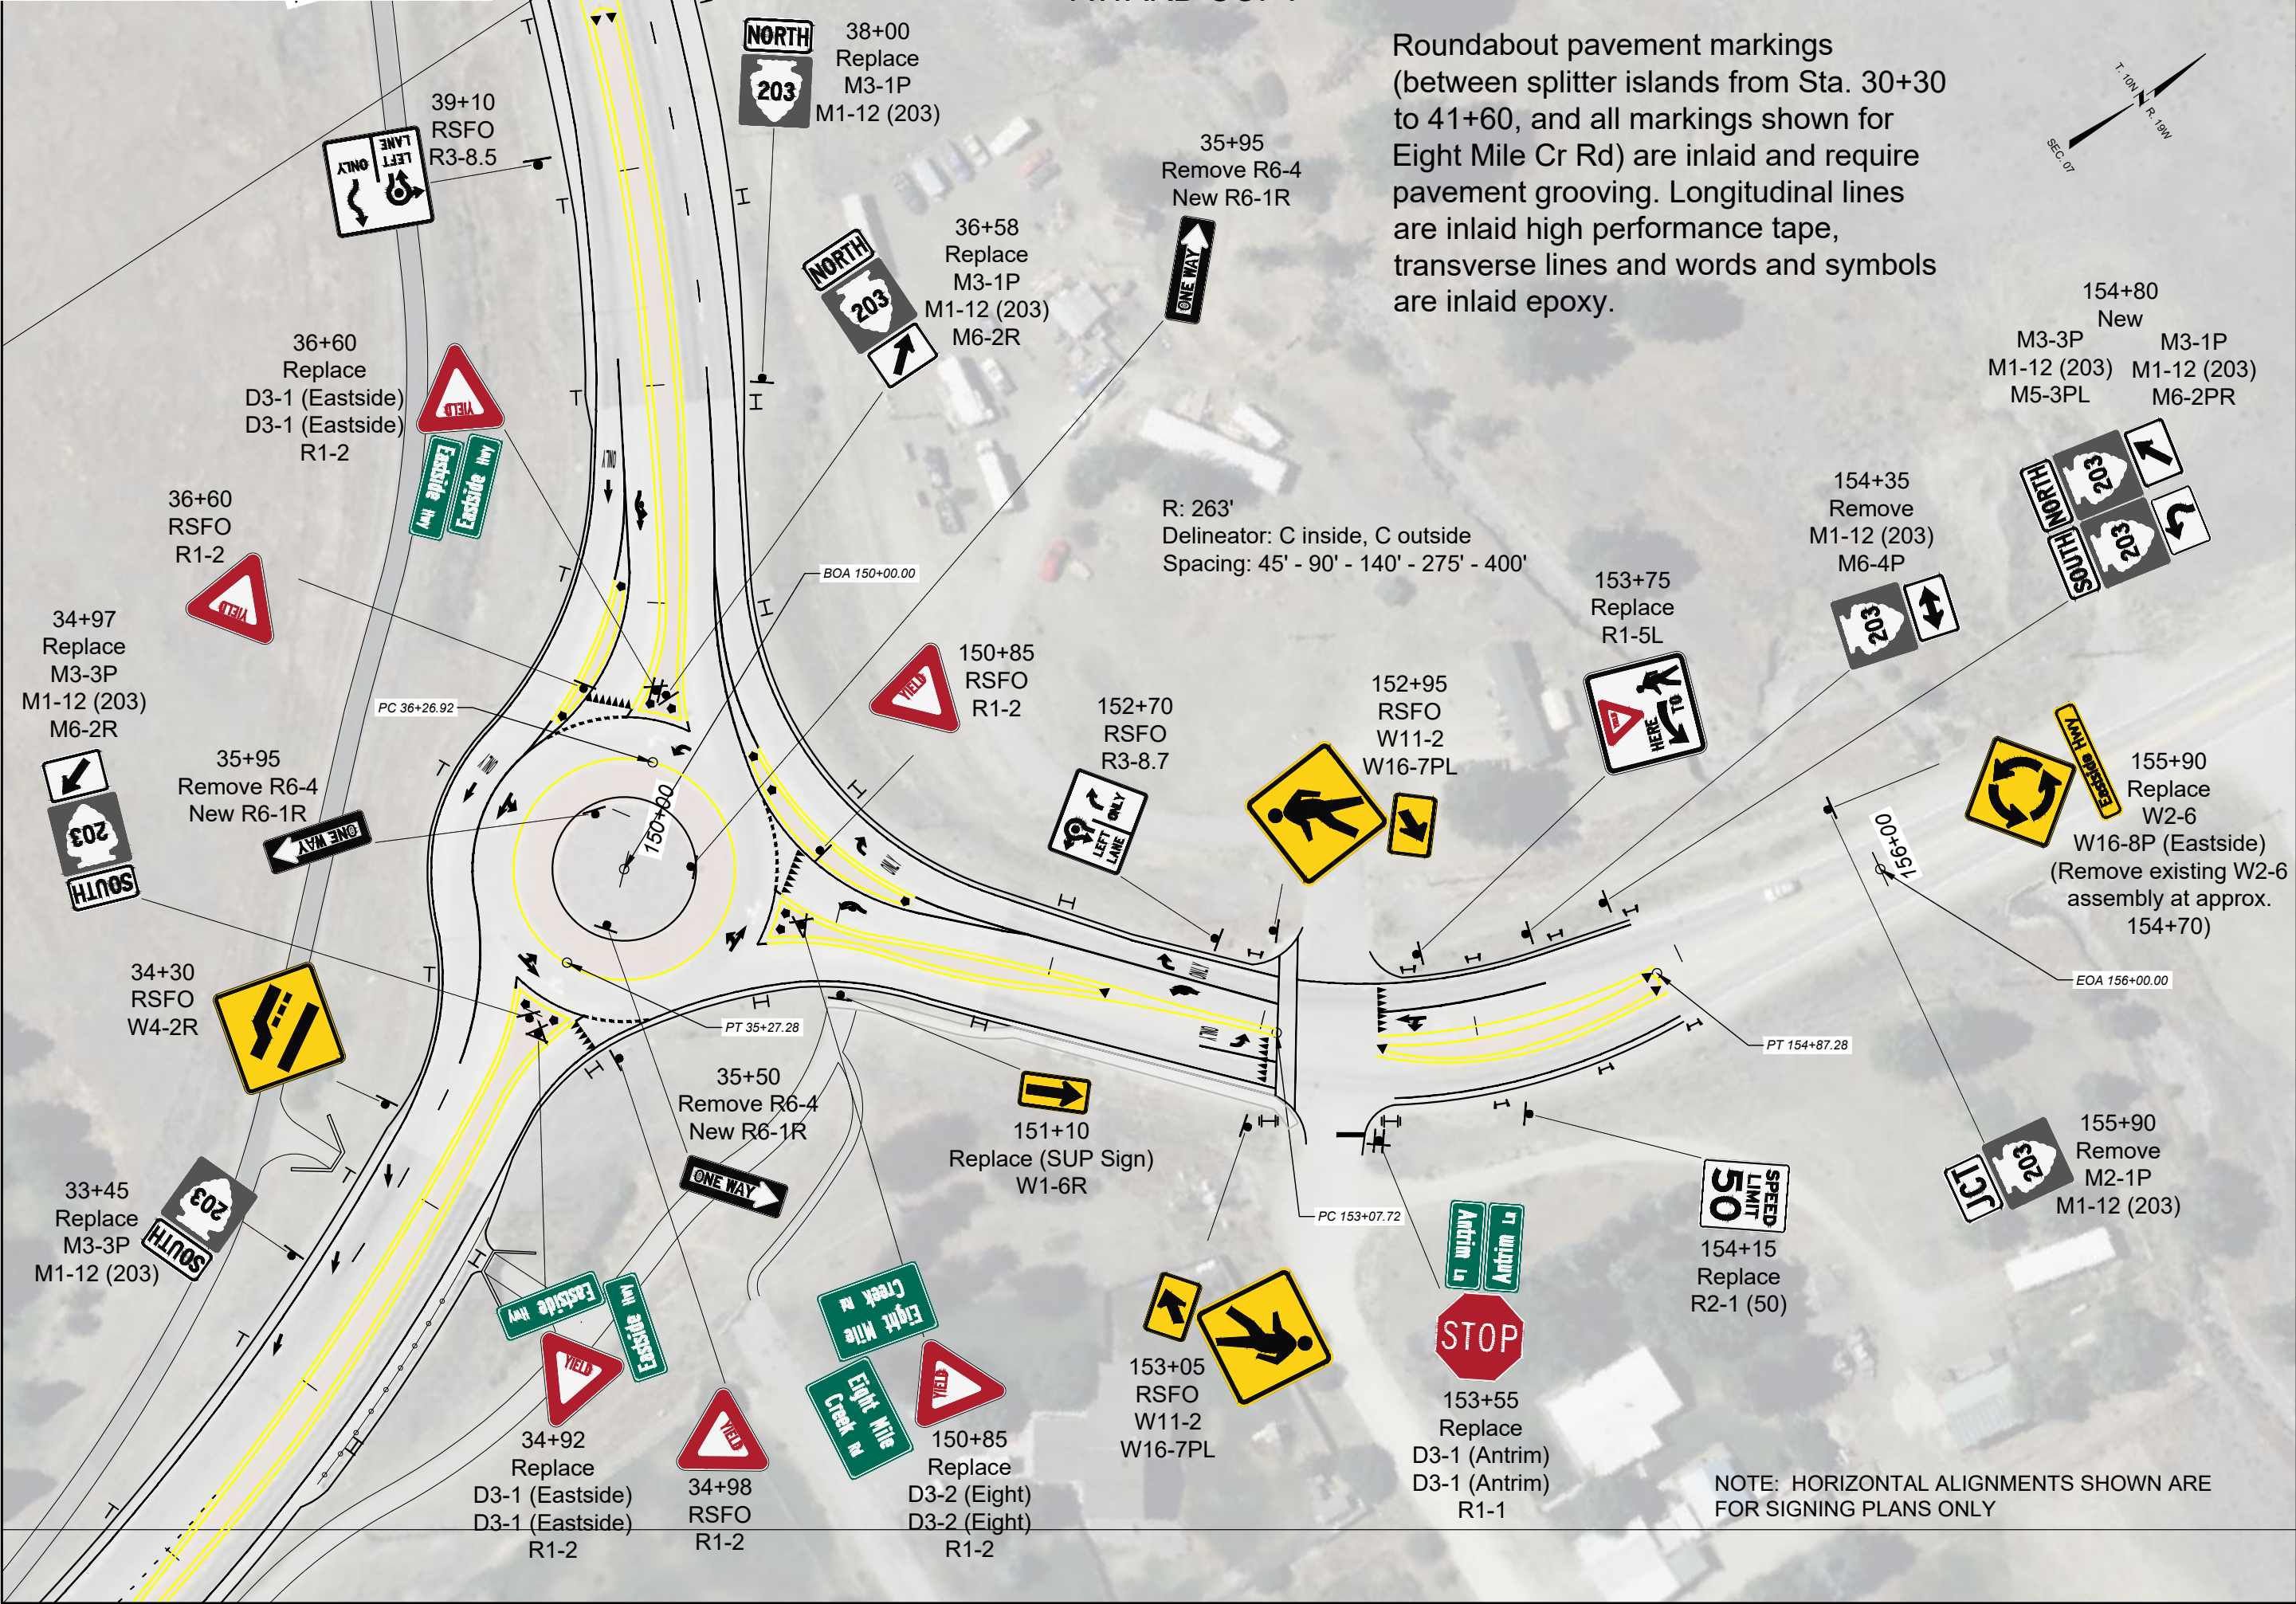 39+10
RSFO
R3-8.5
ONLY
LEFT
LANE
NORTH
203
38+00
Replace
M3-1P
M1-12 (203)
Roundabout pavement markings
(between splitter islands from Sta. 30+30
to 41+60, and all markings shown for
Eight Mile Cr Rd) are inlaid and require
pavement grooving. Longitudinal lines
are inlaid high performance tape,
transverse lines and words and symbols
are inlaid epoxy.
T. 10N
N
R. 19W
SEC. 07
35+95
Remove R6-4
New R6-1R
ONE WAY
NORTH
203
36+58
Replace
M3-1P
M1-12 (203)
M6-2R
154+80
New
M3-3P
M1-12 (203)
M5-3PL
M3-1P
M1-12 (203)
M6-2PR
NORTH
203
SOUTH
203
36+60
Replace
D3-1 (Eastside)
D3-1 (Eastside)
R1-2
YIELD
Eastside Hwy
Eastside Hwy
ONLY
36+60
RSFO
R1-2
YIELD
R: 263'
Delineator: C inside, C outside
Spacing: 45' - 90' - 140' - 275' - 400'
154+35
Remove
M1-12 (203)
M6-4P
203
BOA 150+00.00
153+75
Replace
R1-5L
HERE
TO
34+97
Replace
M3-3P
M1-12 (203)
M6-2R
203
SOUTH
PC 36+26.92
150+85
RSFO
R1-2
YIELD
152+70
RSFO
R3-8.7
LEFT
LANE
ONLY
152+95
RSFO
W11-2
W16-7PL
35+95
Remove R6-4
New R6-1R
ONE WAY
ONLY
150+00
ONLY
Eastside Hwy
155+90
Replace
W2-6
W16-8P (Eastside)
(Remove existing W2-6
assembly at approx.
154+70)
156+00
EOA 156+00.00
34+30
RSFO
W4-2R
PT 35+27.28
ONLY
ONLY
PT 154+87.28
35+50
Remove R6-4
New R6-1R
ONE WAY
151+10
Replace (SUP Sign)
W1-6R
33+45
Replace
M3-3P
M1-12 (203)
203
SOUTH
PC 153+07.72
SPEED
LIMIT
50
154+15
Replace
R2-1 (50)
JCT
203
155+90
Remove
M2-1P
M1-12 (203)
Eastside Hwy
Eastside Hwy
YIELD
34+92
Replace
D3-1 (Eastside)
D3-1 (Eastside)
R1-2
YIELD
34+98
RSFO
R1-2
Eight Mile
Creek Rd
Eight Mile
Creek Rd
YIELD
150+85
Replace
D3-2 (Eight)
D3-2 (Eight)
R1-2
153+05
RSFO
W11-2
W16-7PL
Antrim Ln
Antrim Ln
STOP
153+55
Replace
D3-1 (Antrim)
D3-1 (Antrim)
R1-1
NOTE: HORIZONTAL ALIGNMENTS SHOWN ARE
FOR SIGNING PLANS ONLY